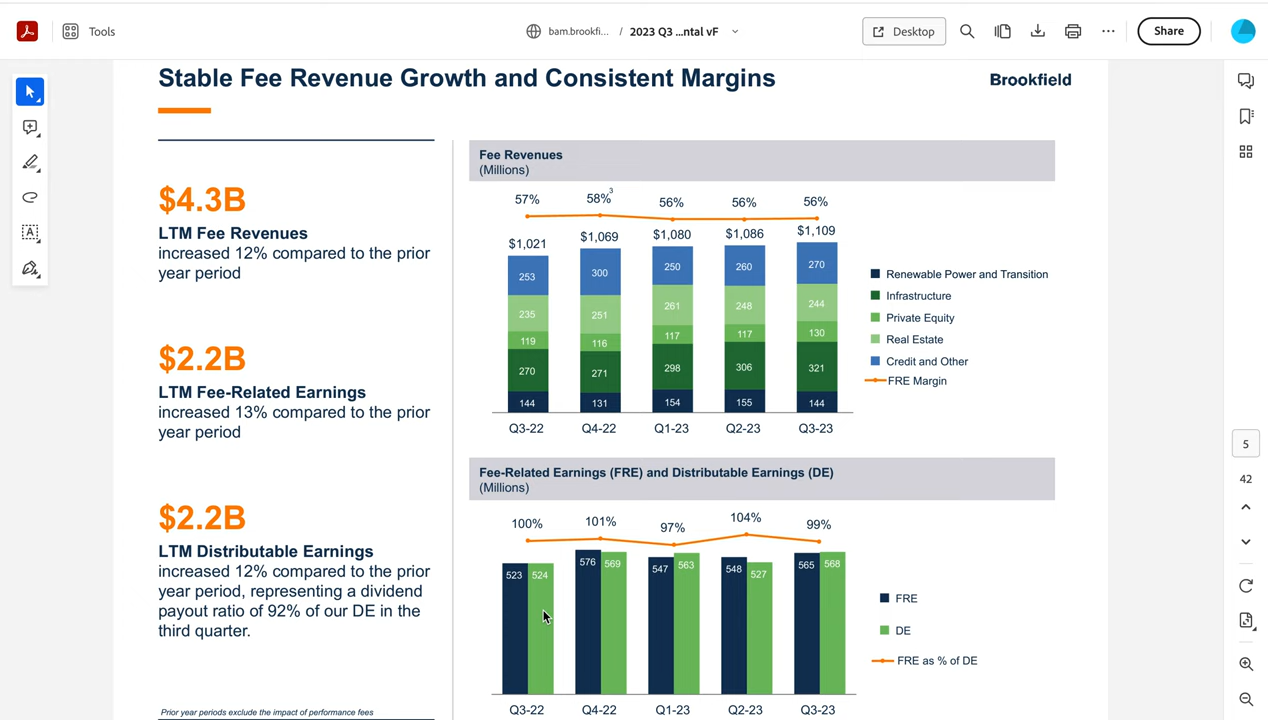 Tools
bam.brookfi... / 2023 Q3 ...ntal vF
Desktop
Share
Stable Fee Revenue Growth and Consistent Margins
Brookfield
$4.3B
LTM Fee Revenues
increased 12% compared to the prior
year period
$2.2B
LTM Fee-Related Earnings
increased 13% compared to the prior
year period
$2.2B
LTM Distributable Earnings
increased 12% compared to the prior
year period, representing a dividend
payout ratio of 92% of our DE in the
third quarter.
Prior year periods exclude the impact of performance fees
Fee Revenues
(Millions)
57% 58%3 56% 56% 56%
$1,021 $1,069 $1,080 $1,086 $1,109
253 300 250 260 270
235 251 261 248 244
119 116 117 117 130
270 271 298 306 321
144 131 154 155 144
Q3-22 Q4-22 Q1-23 Q2-23 Q3-23
Renewable Power and Transition
Infrastructure
Private Equity
Real Estate
Credit and Other
FRE Margin
Fee-Related Earnings (FRE) and Distributable Earnings (DE)
(Millions)
100% 101% 97% 104% 99%
523 524 576 569 547 563 548 527 565 568
Q3-22 Q4-22 Q1-23 Q2-23 Q3-23
FRE
DE
FRE as % of DE
5
42